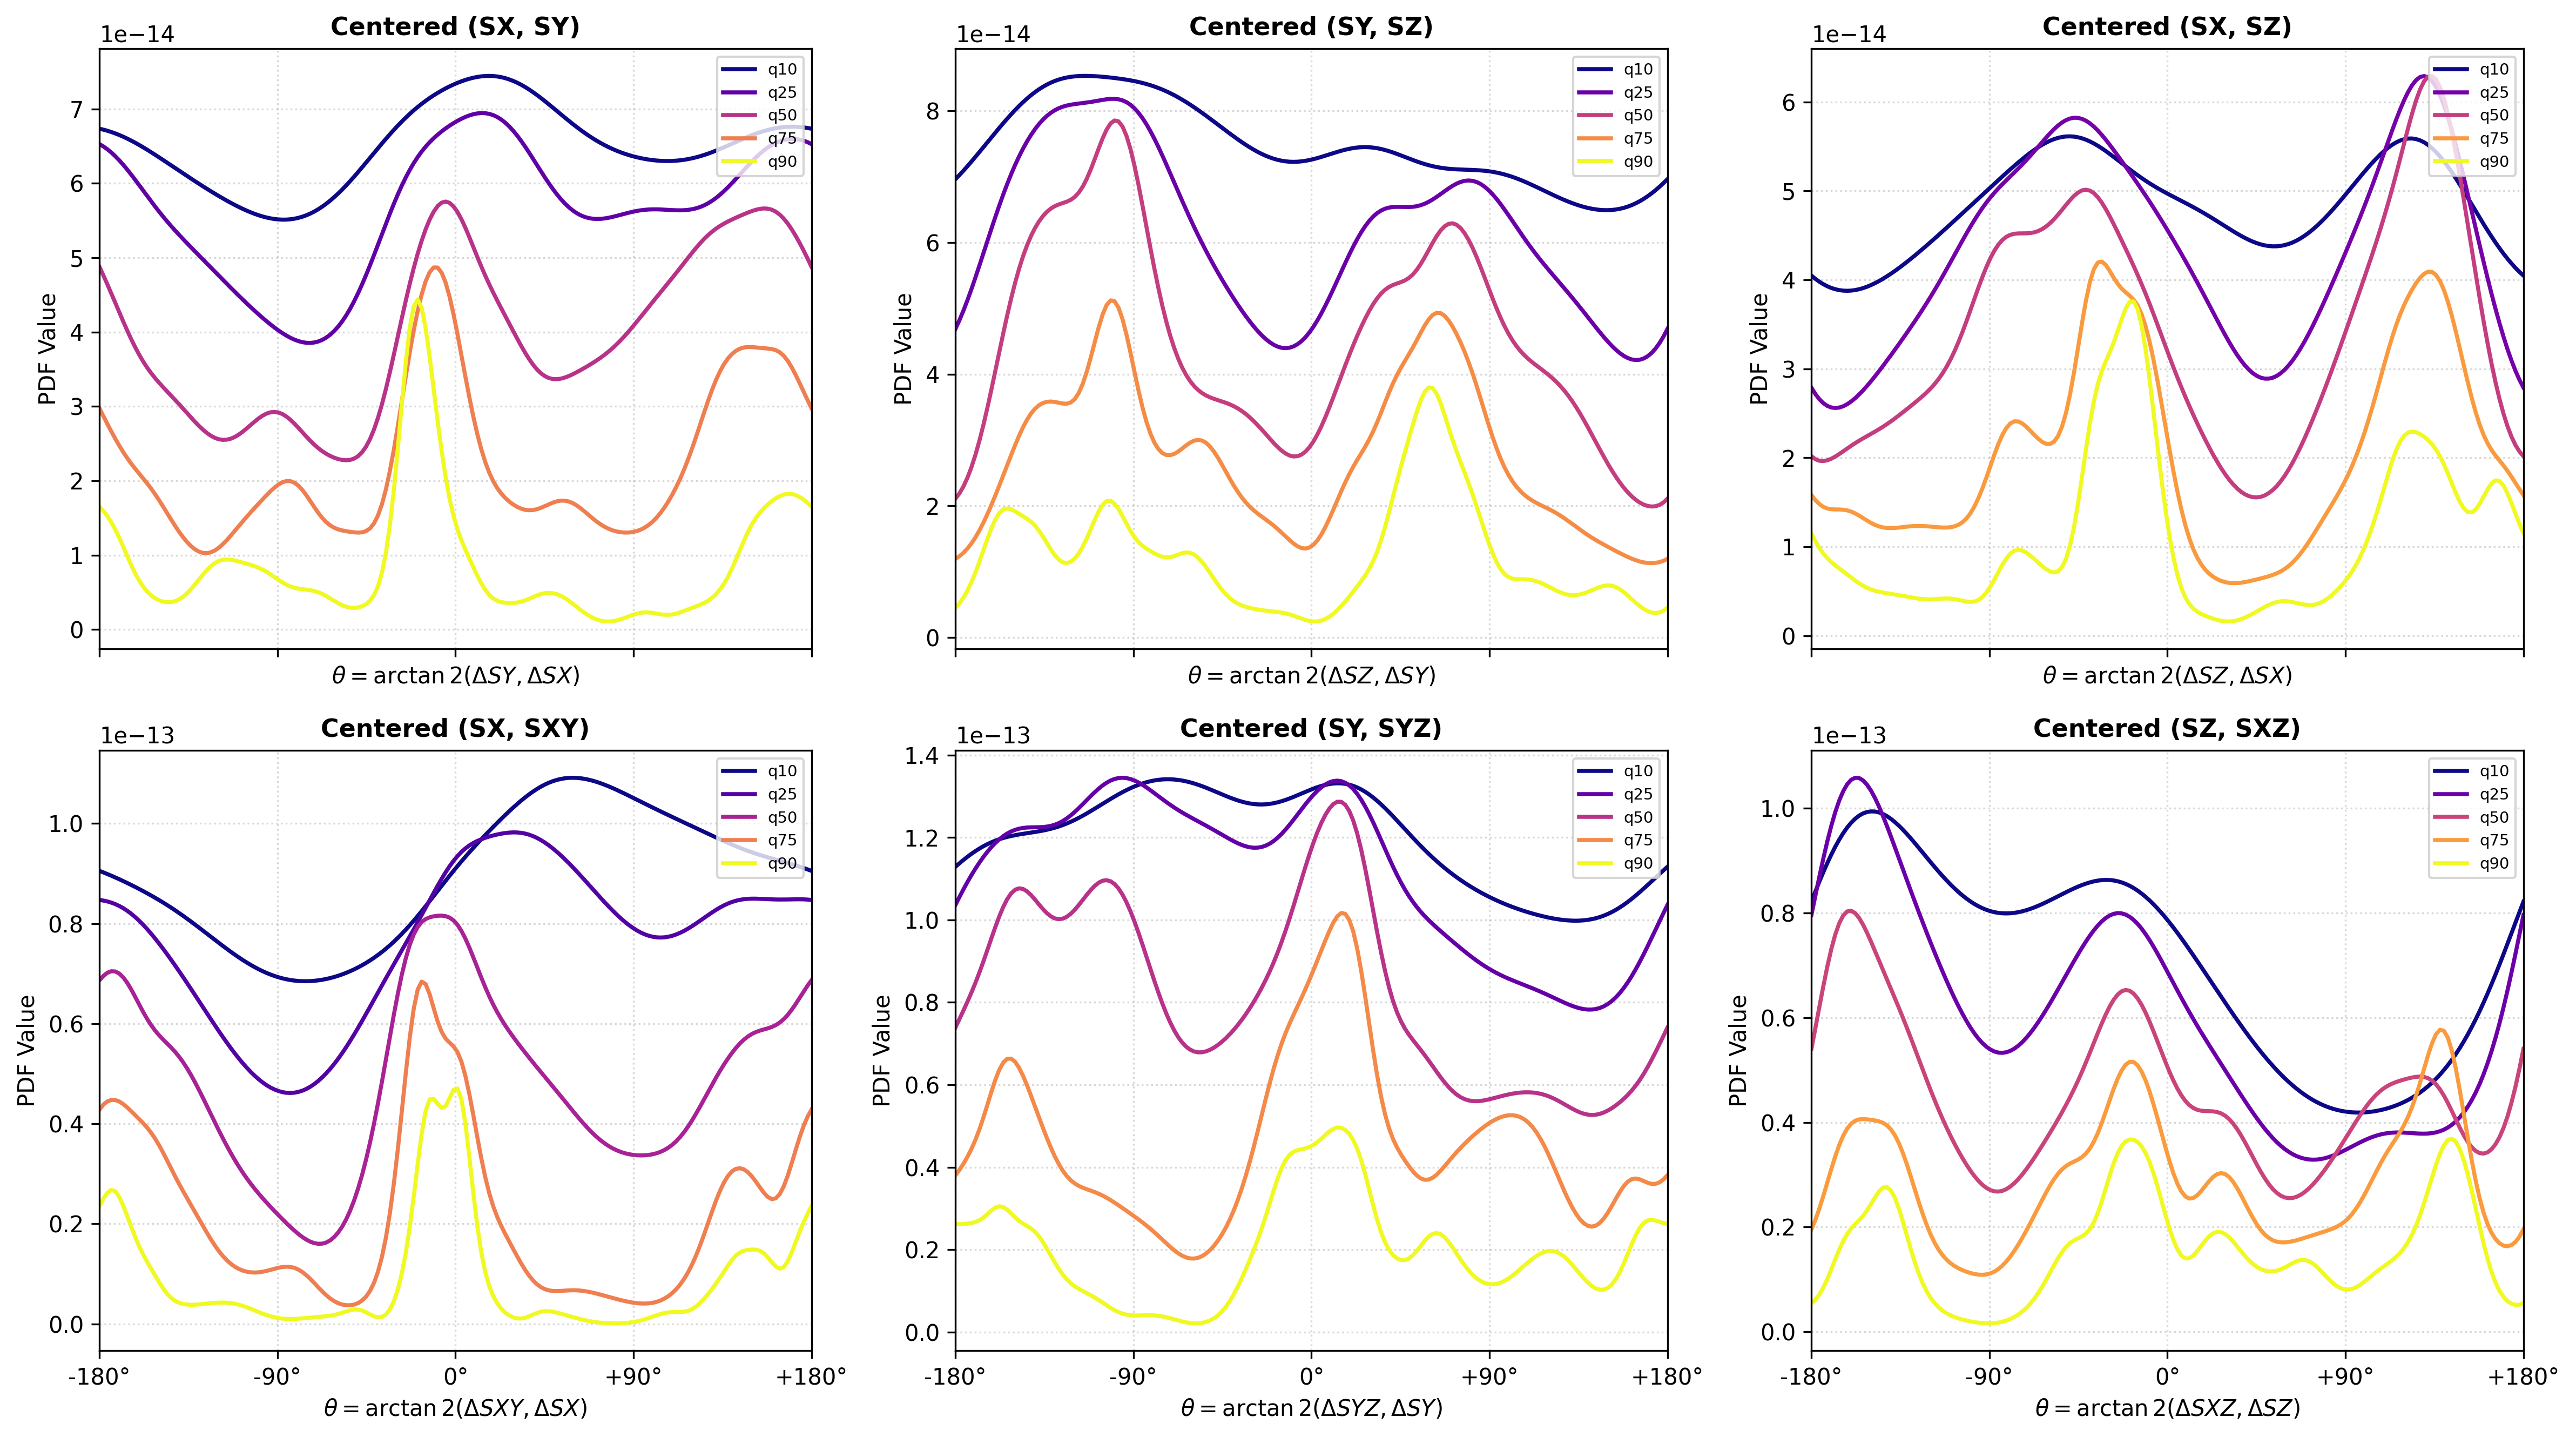 Centered (SX, SY)
1e−14
PDF Value
7
6
5
4
3
2
1
0
q10
q25
q50
q75
q90
θ = arctan 2(ΔSY, ΔSX)
Centered (SY, SZ)
1e−14
PDF Value
8
6
4
2
0
q10
q25
q50
q75
q90
θ = arctan 2(ΔSZ, ΔSY)
Centered (SX, SZ)
1e−14
PDF Value
6
5
4
3
2
1
0
q10
q25
q50
q75
q90
θ = arctan 2(ΔSZ, ΔSX)
Centered (SX, SXY)
1e−13
PDF Value
1.0
0.8
0.6
0.4
0.2
0.0
q10
q25
q50
q75
q90
-180° -90° 0° +90° +180°
θ = arctan 2(ΔSXY, ΔSX)
Centered (SY, SYZ)
1e−13
PDF Value
1.4
1.2
1.0
0.8
0.6
0.4
0.2
0.0
q10
q25
q50
q75
q90
-180° -90° 0° +90° +180°
θ = arctan 2(ΔSYZ, ΔSY)
Centered (SZ, SXZ)
1e−13
PDF Value
1.0
0.8
0.6
0.4
0.2
0.0
q10
q25
q50
q75
q90
-180° -90° 0° +90° +180°
θ = arctan 2(ΔSXZ, ΔSZ)